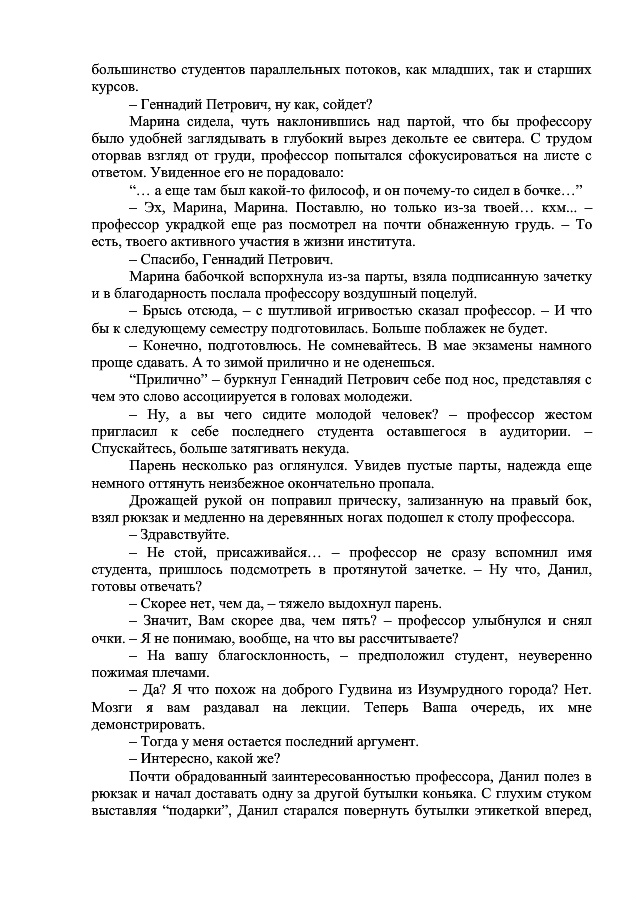 большинство студентов параллельных потоков, как младших, так и старших
курсов.
– Геннадий Петрович, ну как, сойдет?
Марина сидела, чуть наклонившись над партой, что бы профессору
было удобней заглядывать в глубокий вырез декольте ее свитера. С трудом
оторвав взгляд от груди, профессор попытался сфокусироваться на листе с
ответом. Увиденное его не порадовало:
“… а еще там был какой-то философ, и он почему-то сидел в бочке…”
– Эх, Марина, Марина. Поставлю, но только из-за твоей… кхм... –
профессор украдкой еще раз посмотрел на почти обнаженную грудь. – То
есть, твоего активного участия в жизни института.
– Спасибо, Геннадий Петрович.
Марина бабочкой вспорхнула из-за парты, взяла подписанную зачетку
и в благодарность послала профессору воздушный поцелуй.
– Брысь отсюда, – с шутливой игривостью сказал профессор. – И что
бы к следующему семестру подготовилась. Больше поблажек не будет.
– Конечно, подготовлюсь. Не сомневайтесь. В мае экзамены намного
проще сдавать. А то зимой прилично и не оденешься.
“Прилично” – буркнул Геннадий Петрович себе под нос, представляя с
чем это слово ассоциируется в головах молодежи.
– Ну, а вы чего сидите молодой человек? – профессор жестом
пригласил к себе последнего студента оставшегося в аудитории. –
Спускайтесь, больше затягивать некуда.
Парень несколько раз оглянулся. Увидев пустые парты, надежда еще
немного оттянуть неизбежное окончательно пропала.
Дрожащей рукой он поправил прическу, зализанную на правый бок,
взял рюкзак и медленно на деревянных ногах подошел к столу профессора.
– Здравствуйте.
– Не стой, присаживайся… – профессор не сразу вспомнил имя
студента, пришлось подсмотреть в протянутой зачетке. – Ну что, Данил,
готовы отвечать?
– Скорее нет, чем да, – тяжело выдохнул парень.
– Значит, Вам скорее два, чем пять? – профессор улыбнулся и снял
очки. – Я не понимаю, вообще, на что вы рассчитываете?
– На вашу благосклонность, – предположил студент, неуверенно
пожимая плечами.
– Да? Я что похож на доброго Гудвина из Изумрудного города? Нет.
Мозги я вам раздавал на лекции. Теперь Ваша очередь, их мне
демонстрировать.
– Тогда у меня остается последний аргумент.
– Интересно, какой же?
Почти обрадованный заинтересованностью профессора, Данил полез в
рюкзак и начал доставать одну за другой бутылки коньяка. С глухим стуком
выставляя “подарки”, Данил старался повернуть бутылки этикеткой вперед,